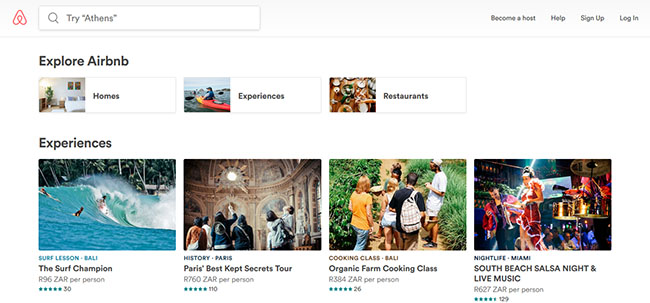 Try “Athens”
Become a host
Help
Sign Up
Log In
Explore Airbnb
Homes
Experiences
Restaurants
Experiences
SURF LESSON · BALI
The Surf Champion
R96 ZAR per person
30
HISTORY · PARIS
Paris' Best Kept Secrets Tour
R760 ZAR per person
110
COOKING CLASS · BALI
Organic Farm Cooking Class
R384 ZAR per person
26
NIGHTLIFE · MIAMI
SOUTH BEACH SALSA NIGHT &
LIVE MUSIC
R627 ZAR per person
129